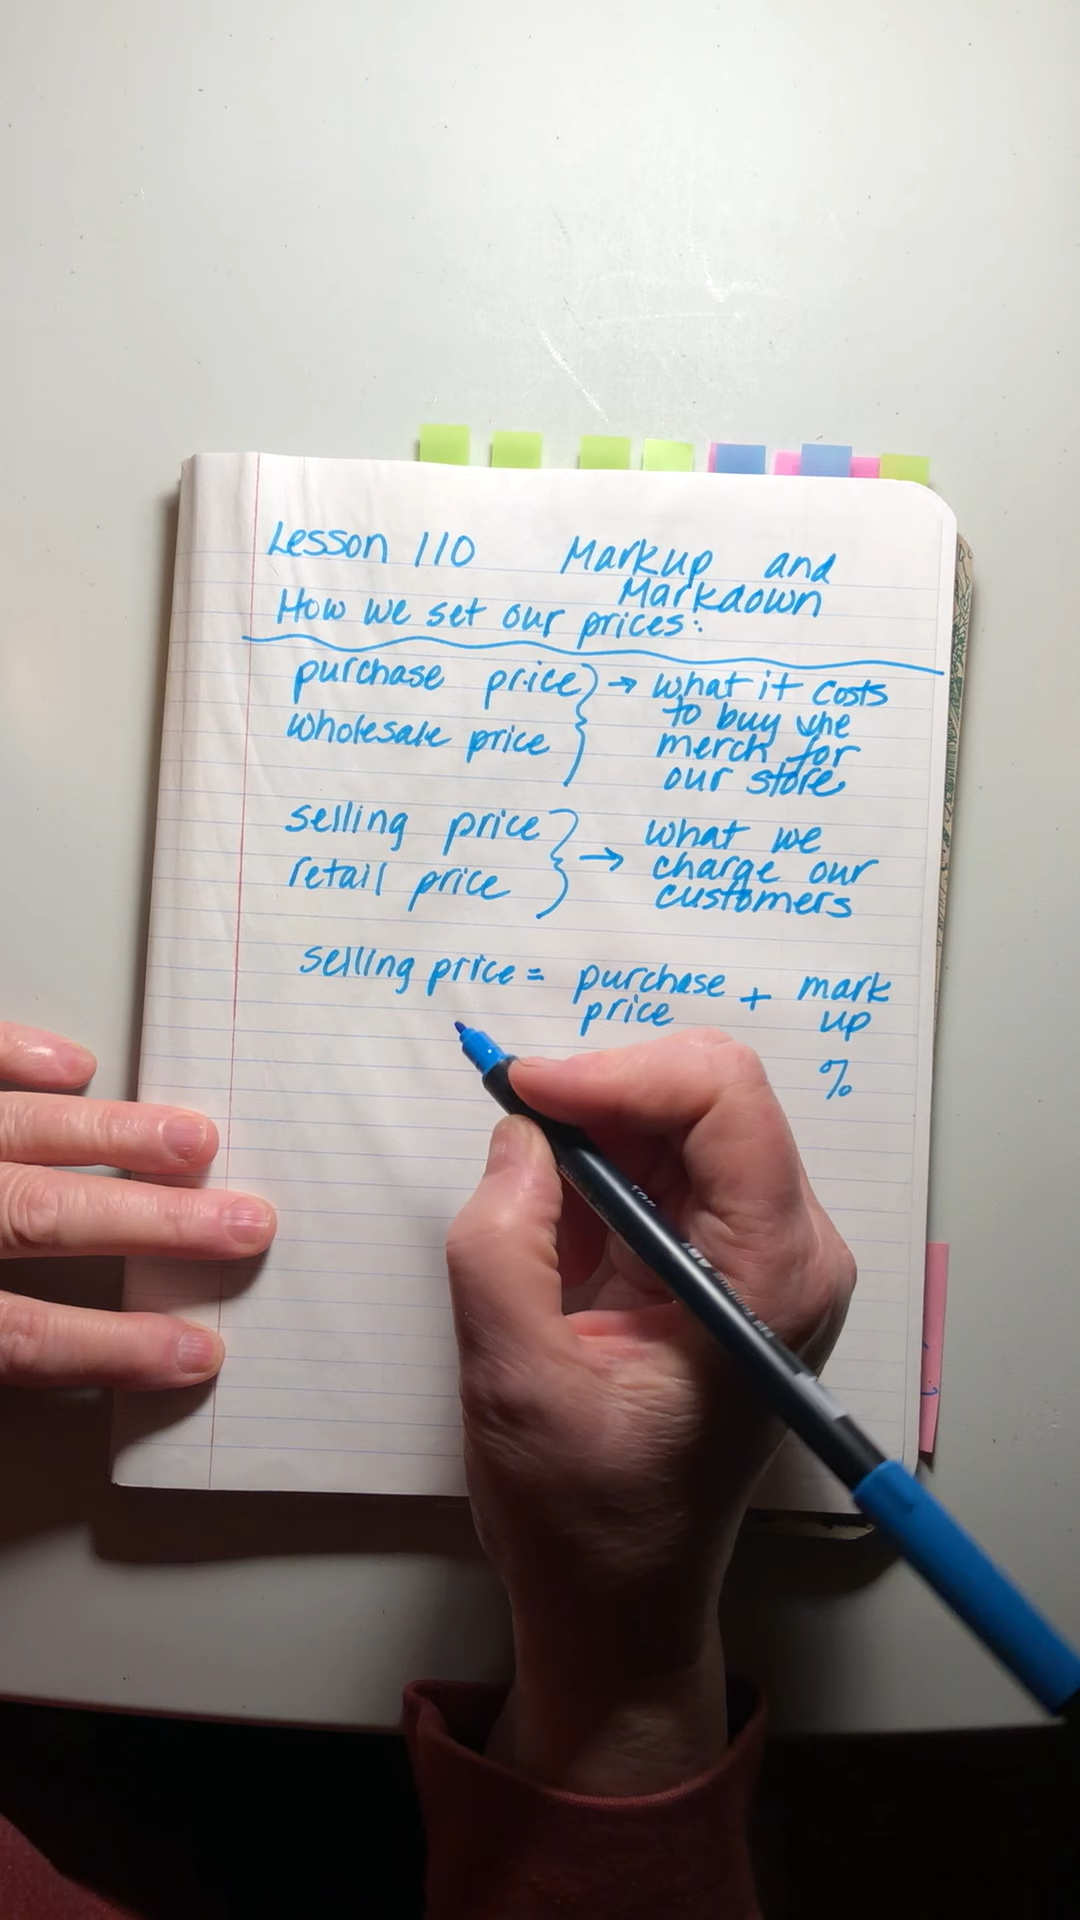 Lesson 110 Markup and
Markdown
How we set our prices:
purchase price → what it costs
to buy the
wholesale price merch for
our store
selling price → what we
charge our
retail price customers
selling price = purchase + mark
price up
%